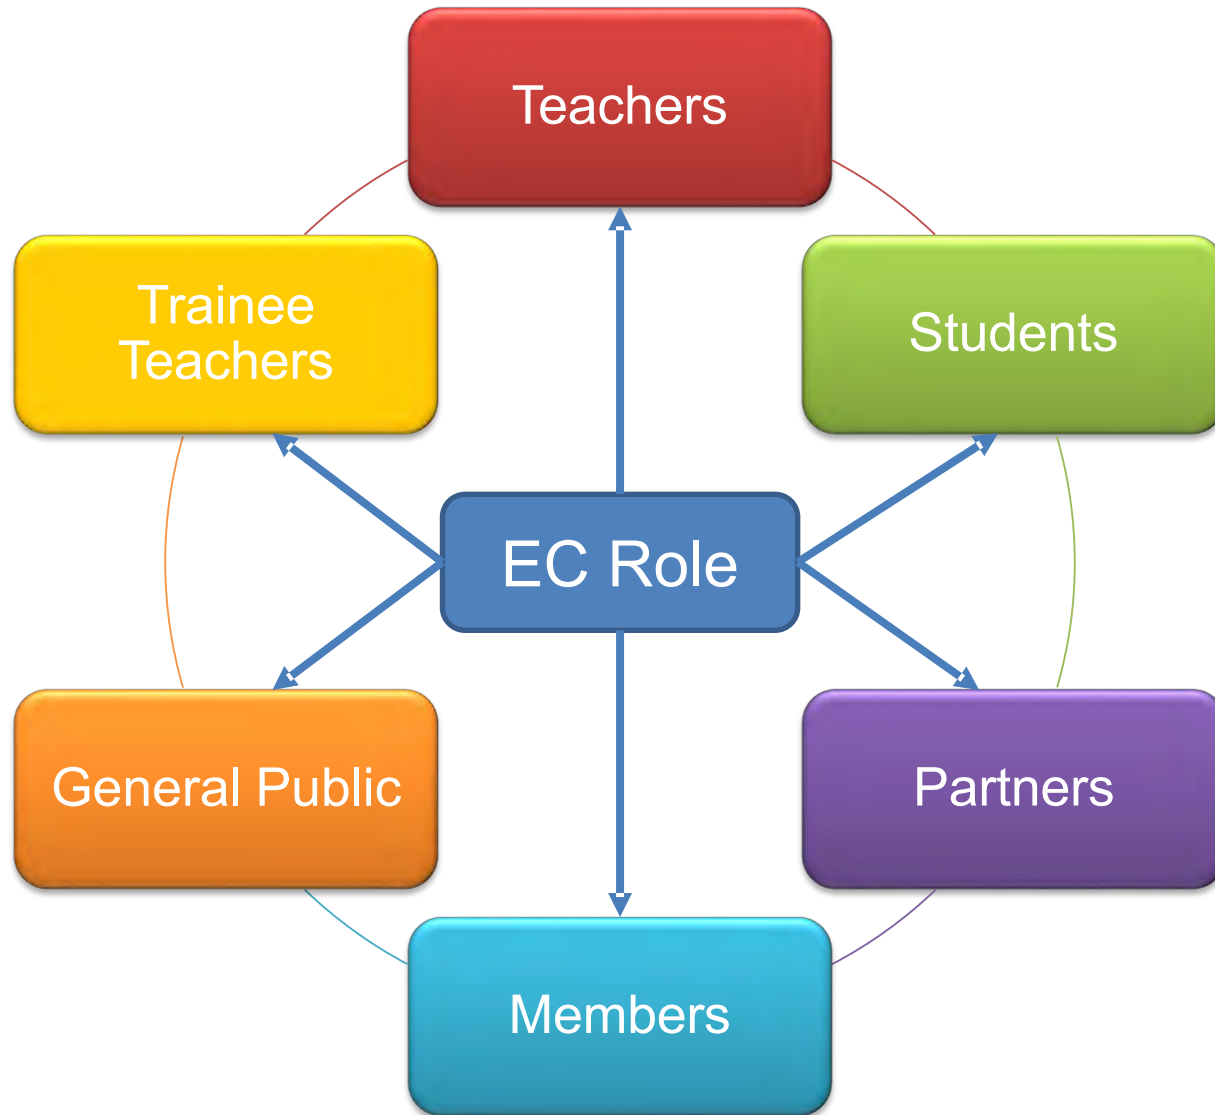 Teachers
Trainee
Teachers
Students
EC Role
General Public
Partners
Members